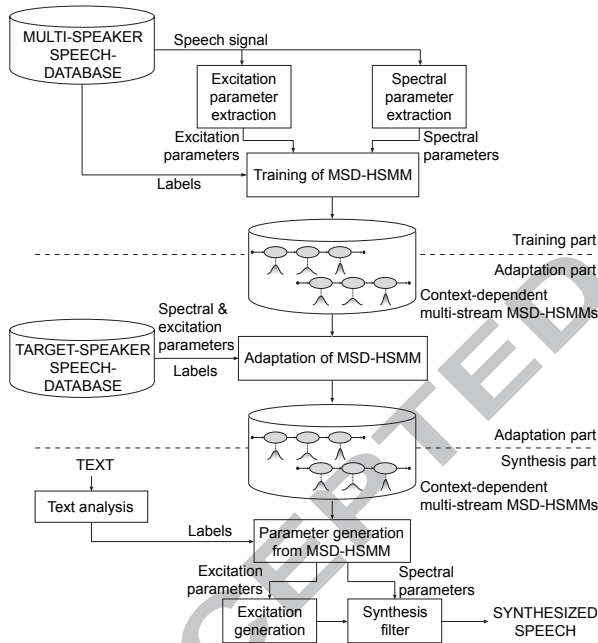 MULTI-SPEAKER
SPEECH-
DATABASE
Speech signal
Excitation
parameter
extraction
Spectral
parameter
extraction
Excitation
parameters
Spectral
parameters
Labels
Training of MSD-HSMM
Training part
Adaptation part
Context-dependent
multi-stream MSD-HSMMs
Spectral &
excitation
parameters
TARGET-SPEAKER
SPEECH-
DATABASE
Labels
Adaptation of MSD-HSMM
Adaptation part
Synthesis part
TEXT
Context-dependent
multi-stream MSD-HSMMs
Text analysis
Labels
Parameter generation
from MSD-HSMM
Excitation
parameters
Spectral
parameters
Excitation
generation
Synthesis
filter
SYNTHESIZED
SPEECH
CEPTED